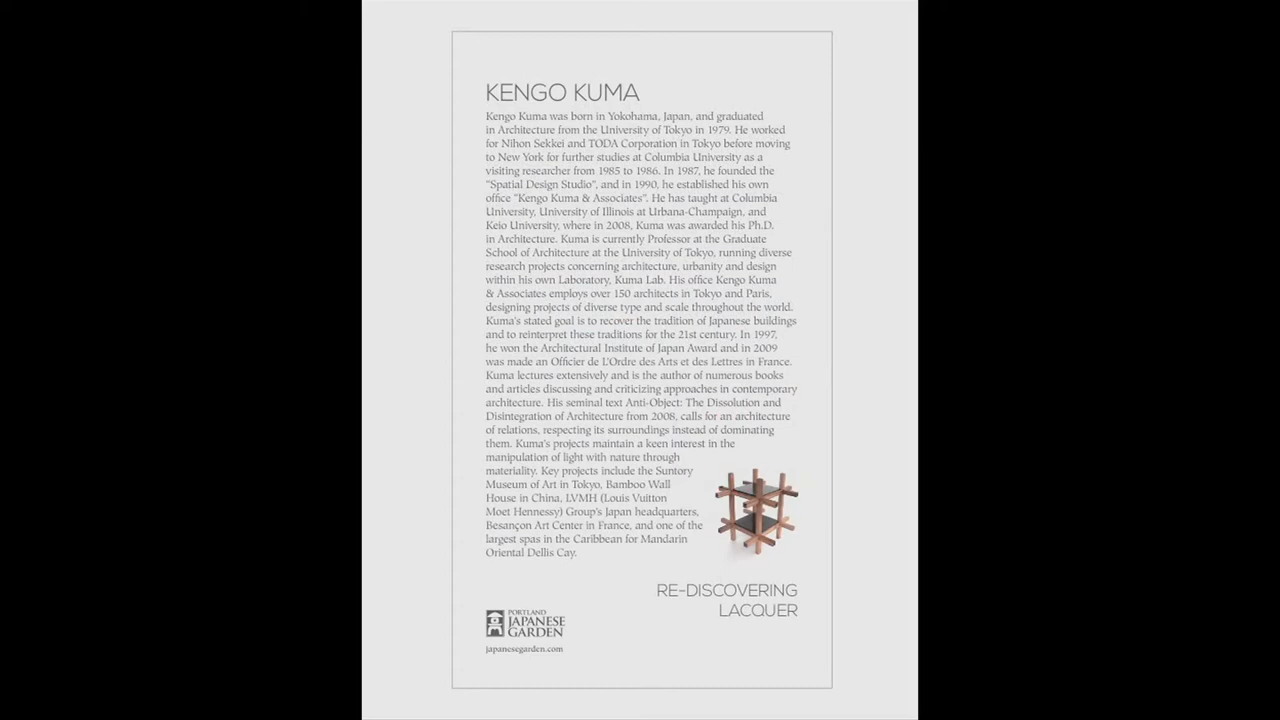 KENGO KUMA
Kengo Kuma was born in Yokohama, Japan, and graduated
in Architecture from the University of Tokyo in 1979. He worked
for Nihon Sekkei and TODA Corporation in Tokyo before moving
to New York for further studies at Columbia University as a
visiting researcher from 1985 to 1986. In 1987, he founded the
"Spatial Design Studio", and in 1990, he established his own
office "Kengo Kuma & Associates". He has taught at Columbia
University, University of Illinois at Urbana-Champaign, and
Keio University, where in 2008, Kuma was awarded his Ph.D.
in Architecture. Kuma is currently Professor at the Graduate
School of Architecture at the University of Tokyo, running diverse
research projects concerning architecture, urbanity and design
within his own Laboratory, Kuma Lab. His office Kengo Kuma
& Associates employs over 150 architects in Tokyo and Paris,
designing projects of diverse type and scale throughout the world.
Kuma's stated goal is to recover the tradition of Japanese buildings
and to reinterpret these traditions for the 21st century. In 1997,
he won the Architectural Institute of Japan Award and in 2009
was made an Officier de L'Ordre des Arts et des Lettres in France.
Kuma lectures extensively and is the author of numerous books
and articles discussing and criticizing approaches in contemporary
architecture. His seminal text Anti-Object: The Dissolution and
Disintegration of Architecture from 2008, calls for an architecture
of relations, respecting its surroundings instead of dominating
them. Kuma's projects maintain a keen interest in the
manipulation of light with nature through
materiality. Key projects include the Suntory
Museum of Art in Tokyo, Bamboo Wall
House in China, LVMH (Louis Vuitton
Moet Hennessy) Group's Japan headquarters,
Besançon Art Center in France, and one of the
largest spas in the Caribbean for Mandarin
Oriental Dellis Cay.
RE-DISCOVERING
LACQUER
PORTLAND
JAPANESE
GARDEN
japanesegarden.com